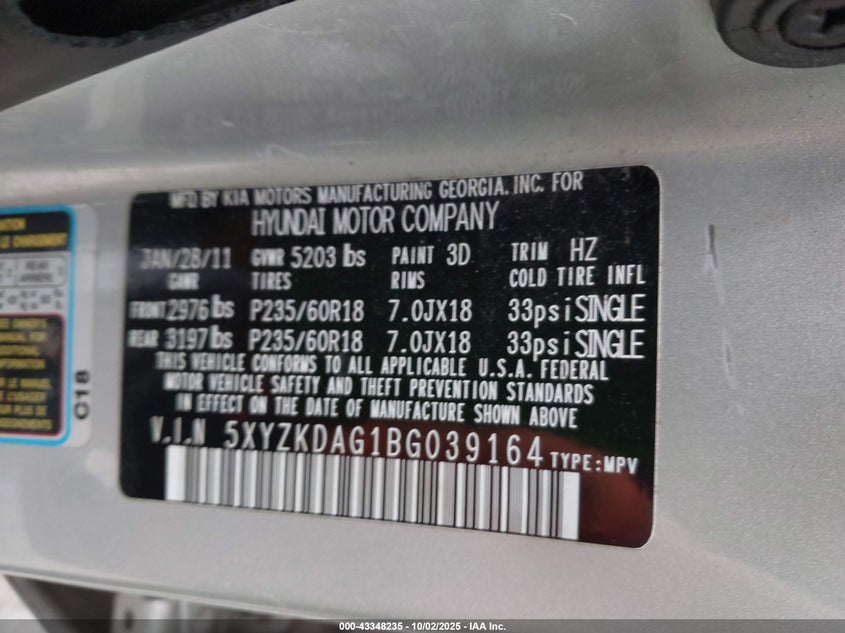 MFD BY KIA MOTORS MANUFACTURING GEORGIA. INC. FOR
HYUNDAI MOTOR COMPANY
JAN/28/11 GVWR 5203 lbs PAINT 3D TRIM HZ
GAWR TIRES RIMS COLD TIRE INFL
FRONT 2976 lbs P235/60R18 7.0JX18 33psi SINGLE
REAR 3197 lbs P235/60R18 7.0JX18 33psi SINGLE
THIS VEHICLE CONFORMS TO ALL APPLICABLE U.S.A. FEDERAL
MOTOR VEHICLE SAFETY AND THEFT PREVENTION STANDARDS
IN EFFECT ON THE DATE OF MANUFACTURE SHOWN ABOVE
V.I.N 5XYZKDAG1BG039164 TYPE:MPV
C18
000-43348235 - 10/02/2025 - IAA Inc.